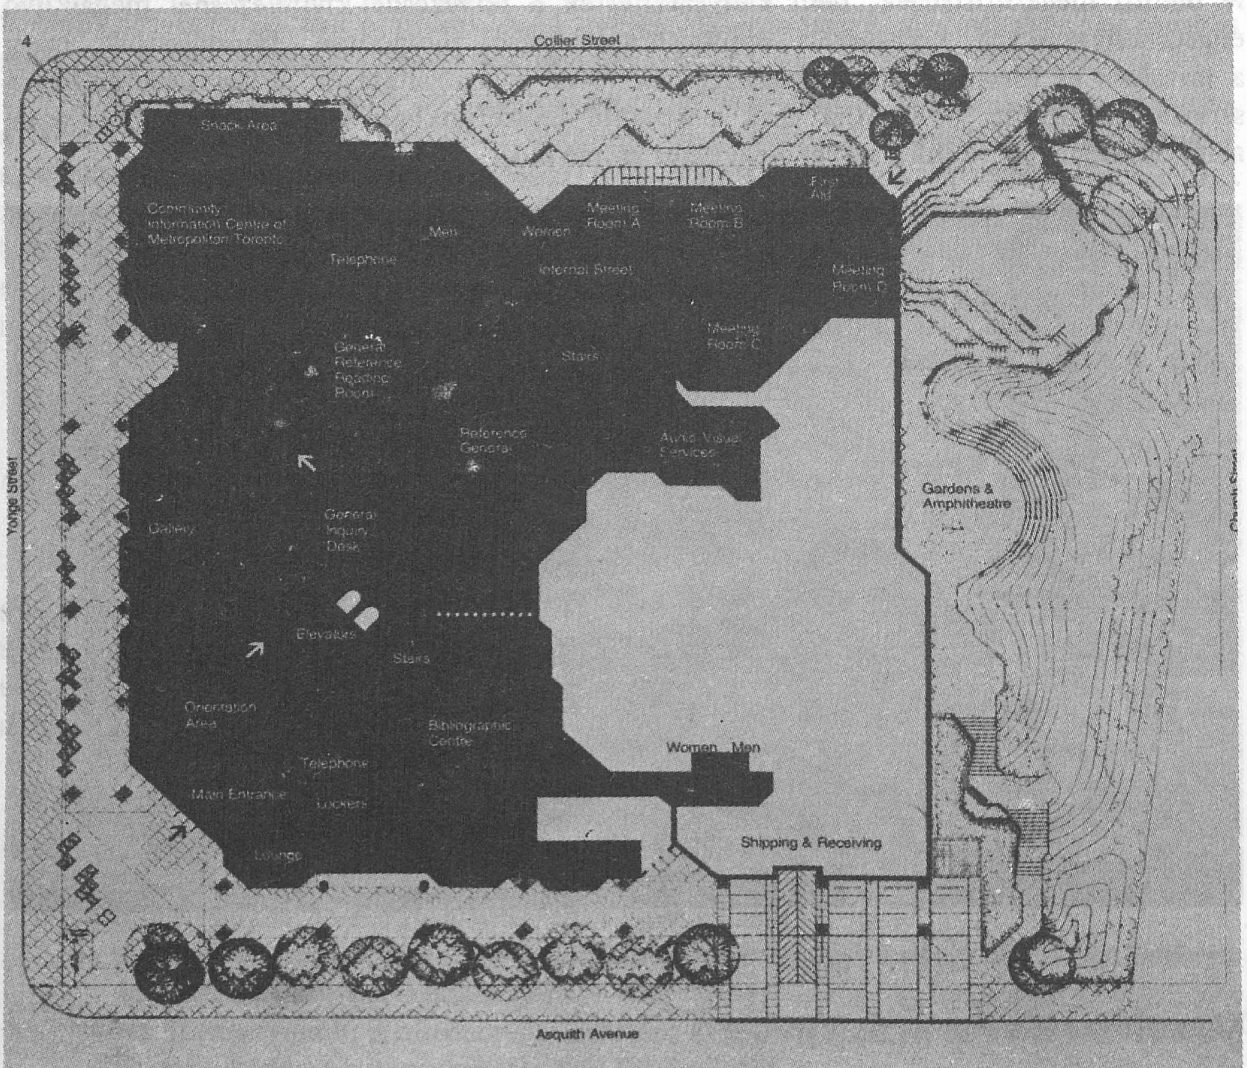 4
Collier Street
Snack Area
First
Aid
Community
Information Centre of
Metropolitan Toronto
Meeting
Room A
Meeting
Room B
Men
Women
Telephone
Internal Street
Meeting
Room D
Meeting
Room C
General
Reference
Reading
Room
Stairs
Reference
General
Audio Visual
Services
Yonge Street
Gardens &
Amphitheatre
Church Street
Gallery
General
Inquiry
Desk
Elevators
Stairs
Orientation
Area
Bibliographic
Centre
Women Men
Telephone
Main Entrance
Lockers
Shipping & Receiving
Lounge
Asquith Avenue